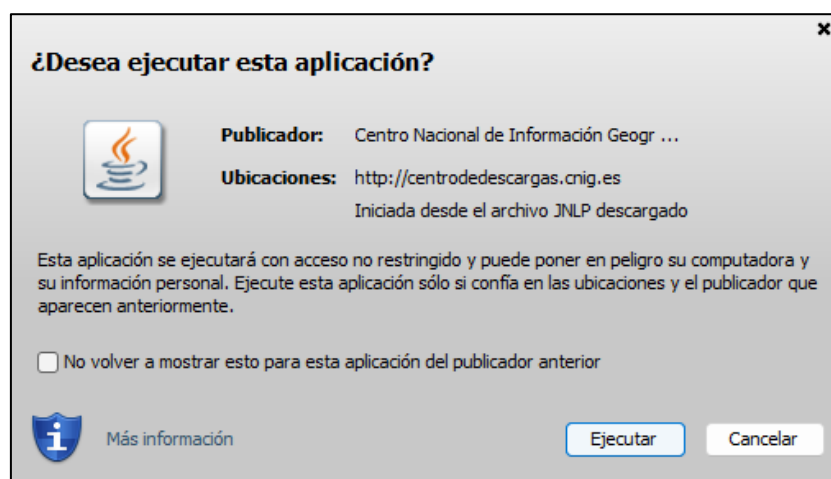 ¿Desea ejecutar esta aplicación?
Publicador: Centro Nacional de Información Geogr ...
Ubicaciones: http://centrodedescargas.cnig.es
Iniciada desde el archivo JNLP descargado
Esta aplicación se ejecutará con acceso no restringido y puede poner en peligro su computadora y
su información personal. Ejecute esta aplicación sólo si confía en las ubicaciones y el publicador que
aparecen anteriormente.
No volver a mostrar esto para esta aplicación del publicador anterior
Más información
Ejecutar
Cancelar